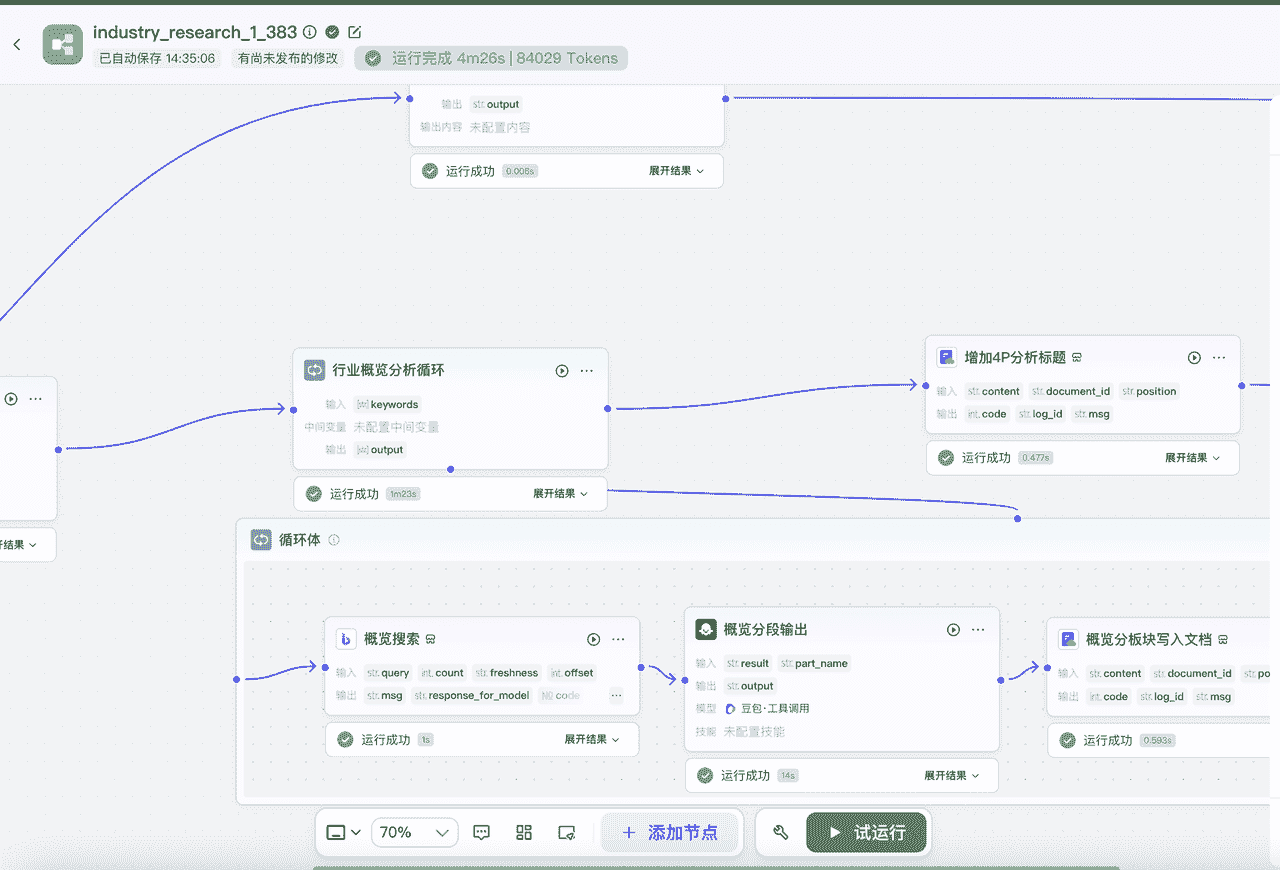 industry_research_1_383
已自动保存 14:35:06 有尚未发布的修改 运行完成 4m26s | 84029 Tokens
输出 str. output
输出内容 未配置内容
运行成功 0.008s 展开结果
行业概览分析循环
输入 keywords
中间变量 未配置中间变量
输出 output
运行成功 1m23s 展开结果
增加4P分析标题
输入 str. content str. document_id str. position
输出 int. code str. log_id str. msg
运行成功 0.477s 展开结果
结果
循环体
概览搜索
输入 str. query int. count str. freshness int. offset
输出 str. msg str. response_for_model code ···
运行成功 1s 展开结果
概览分段输出
输入 str. result str. part_name
输出 str. output
模型 豆包·工具调用
技能 未配置技能
运行成功 14s 展开结果
概览分板块写入文档
输入 str. content str. document_id str. po
输出 int. code str. log_id str. msg
运行成功 0.593s
70% + 添加节点 试运行